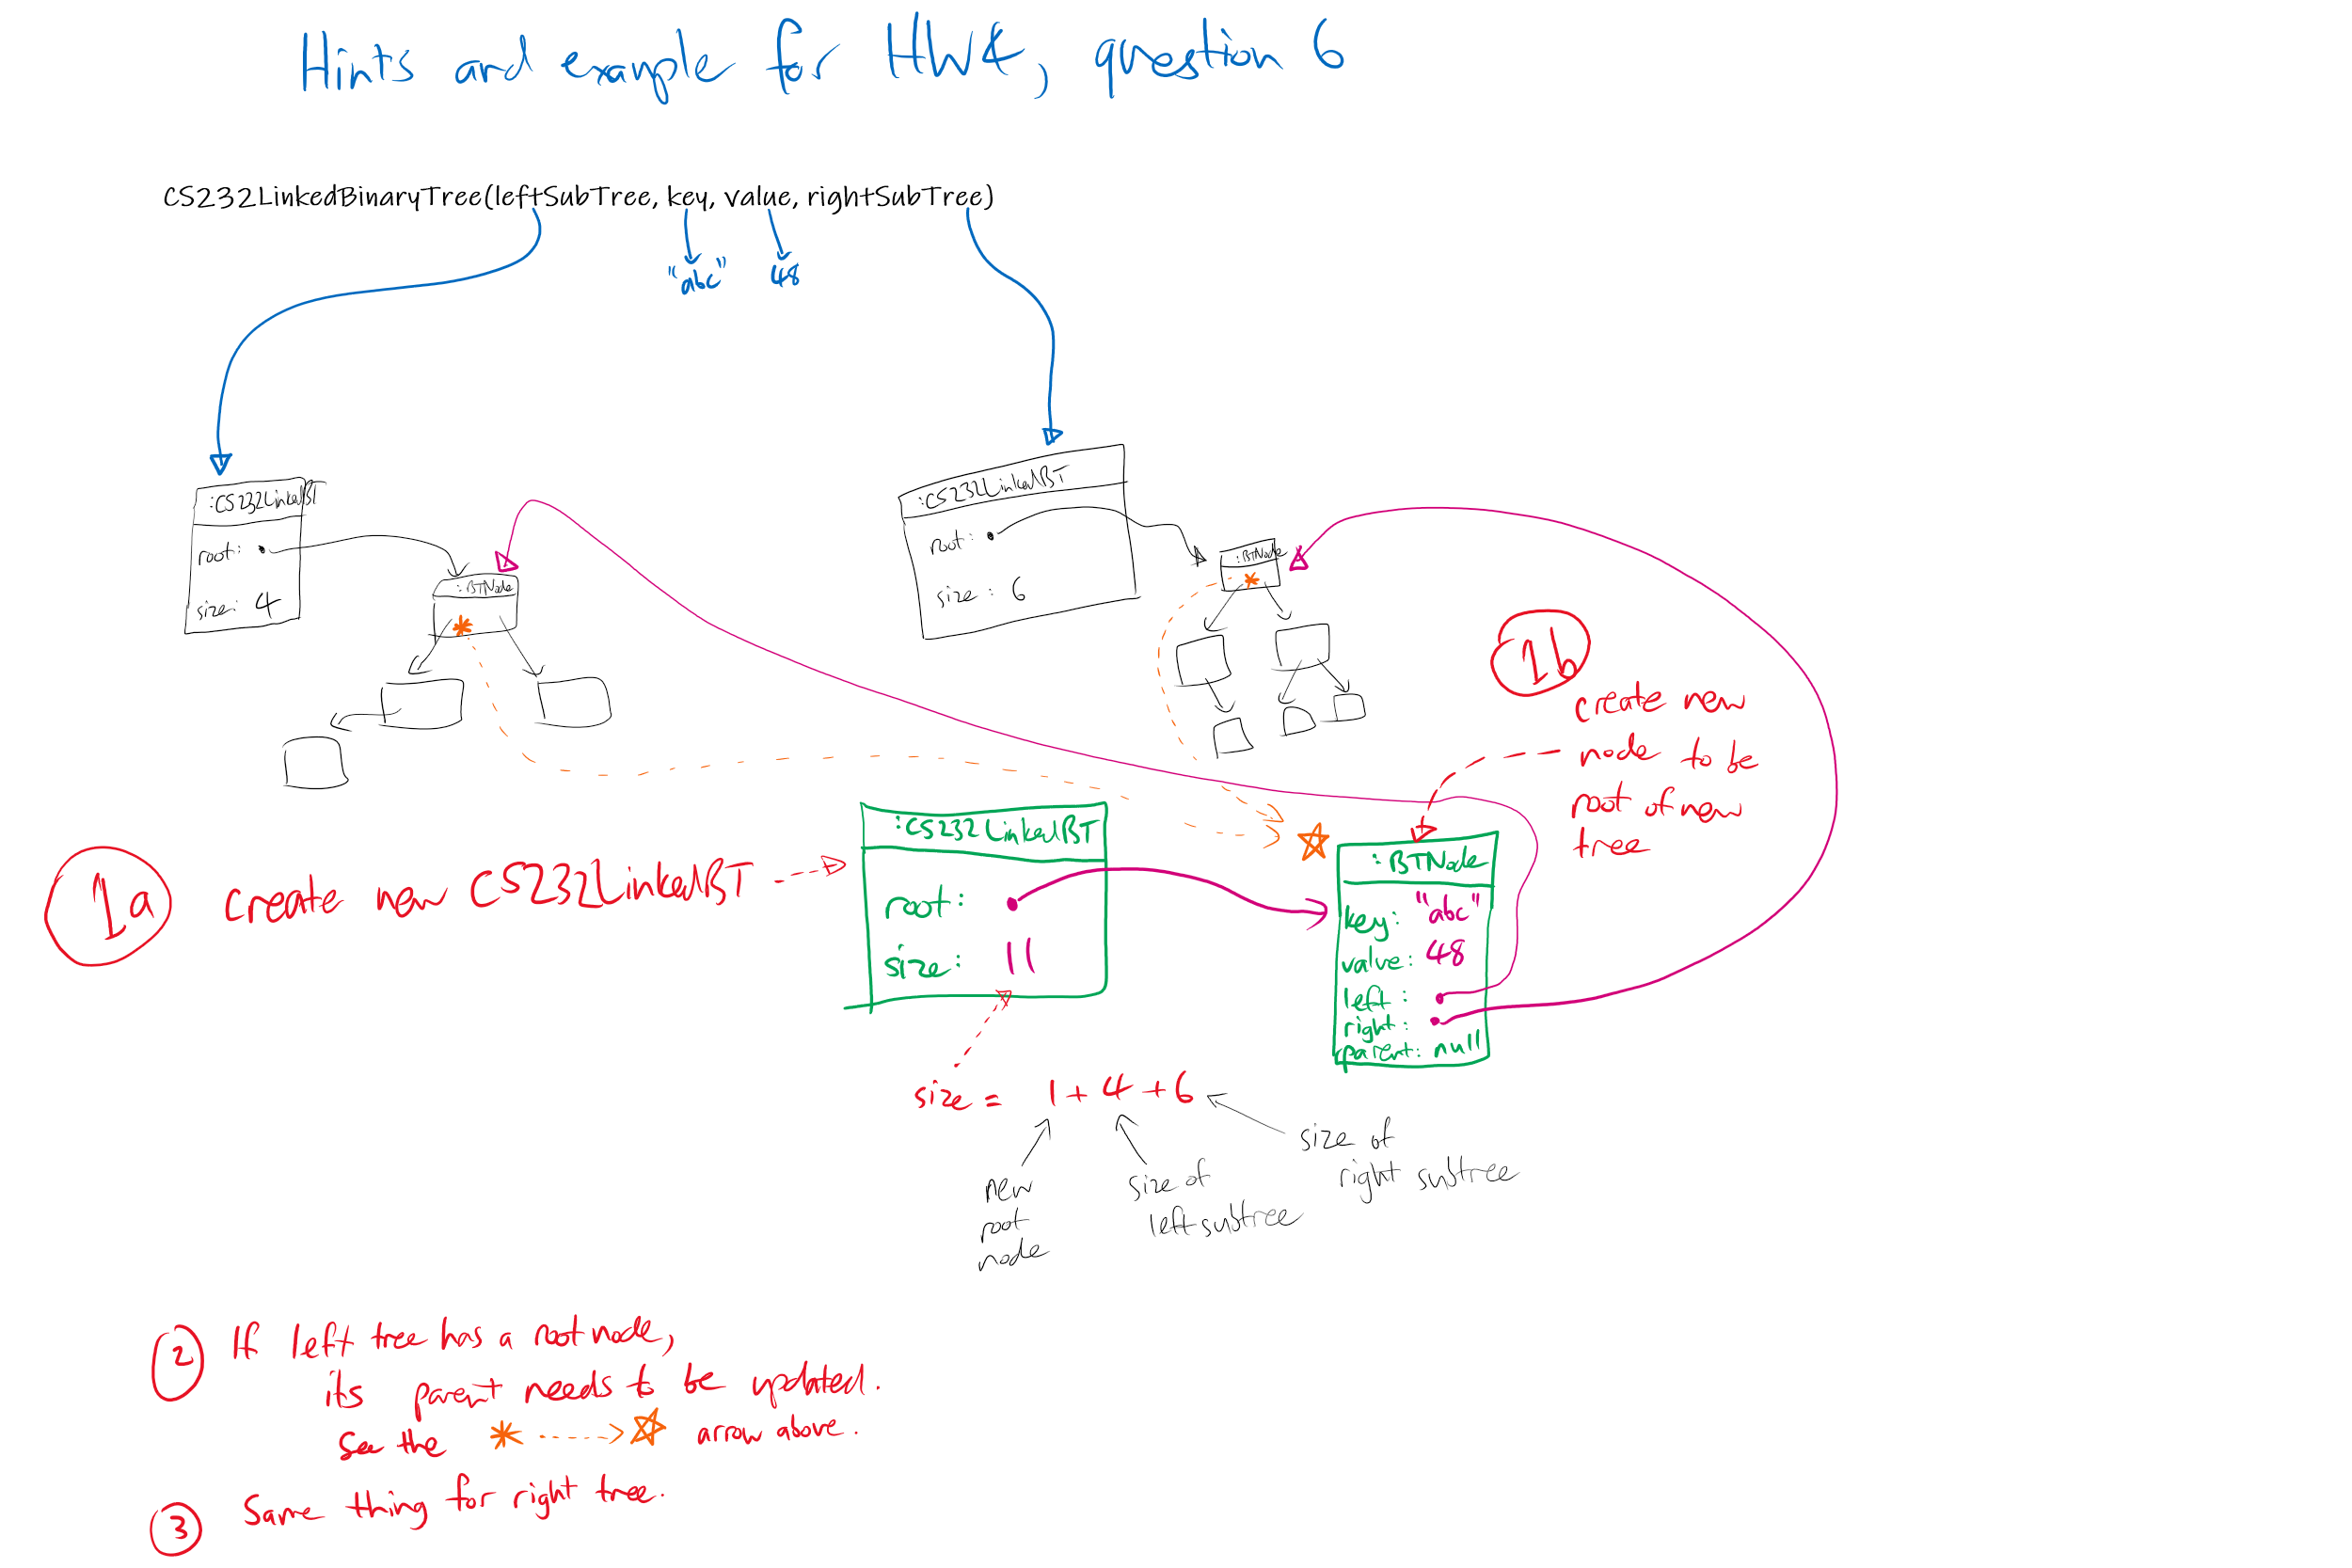 Hints and example for HW4, question 6
CS232LinkedBinaryTree(leftSubTree, key, value, rightSubTree)
"abc" 48
:CS232LinkedBT
root:
size: 4
:BTNode
:CS232LinkedBT
root:
size: 6
:BTNode
1b
create new
node to be
root of new
tree
1a
create new CS232LinkedBT
:CS232LinkedBT
root:
size: 11
:BTNode
key: "abc"
value: 48
left:
right:
parent: null
size = 1+4+6
new
root
node
size of
left subtree
size of
right subtree
2 If left tree has a root node,
its parent needs to be updated.
See the * ----> ☆ arrow above.
3 Same thing for right tree.